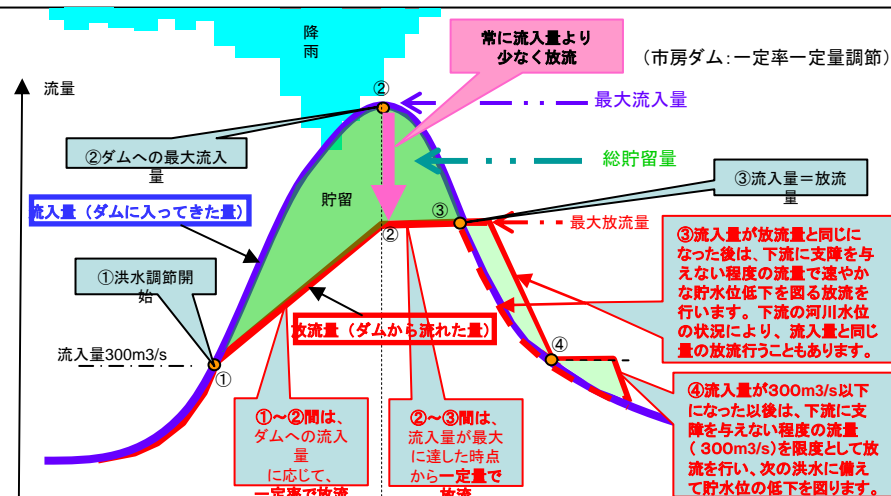 降
雨
常に流入量より
少なく放流
(市房ダム:一定率一定量調節)
流量
②
最大流入量
②ダムへの最大流入
量
総貯留量
③流入量=放流
量
貯留
流入量(ダムに入ってきた量)
③
最大放流量
②
①洪水調節開
始
③流入量が放流量と同じに
なった後は、下流に支障を与
えない程度の流量で速やか
な貯水位低下を図る放流を
行います。下流の河川水位
の状況により、流入量と同じ
量の放流行うこともあります。
放流量(ダムから流れた量)
流入量300m3/s
④
①
①~②間は、
ダムへの流入
量
に応じて、
一定率で放流
②~③間は、
流入量が最大
に達した時点
から一定量で
放流
④流入量が300m3/s以下
になった以後は、下流に支
障を与えない程度の流量
(300m3/s)を限度として放
流を行い、次の洪水に備え
て貯水位の低下を図ります。